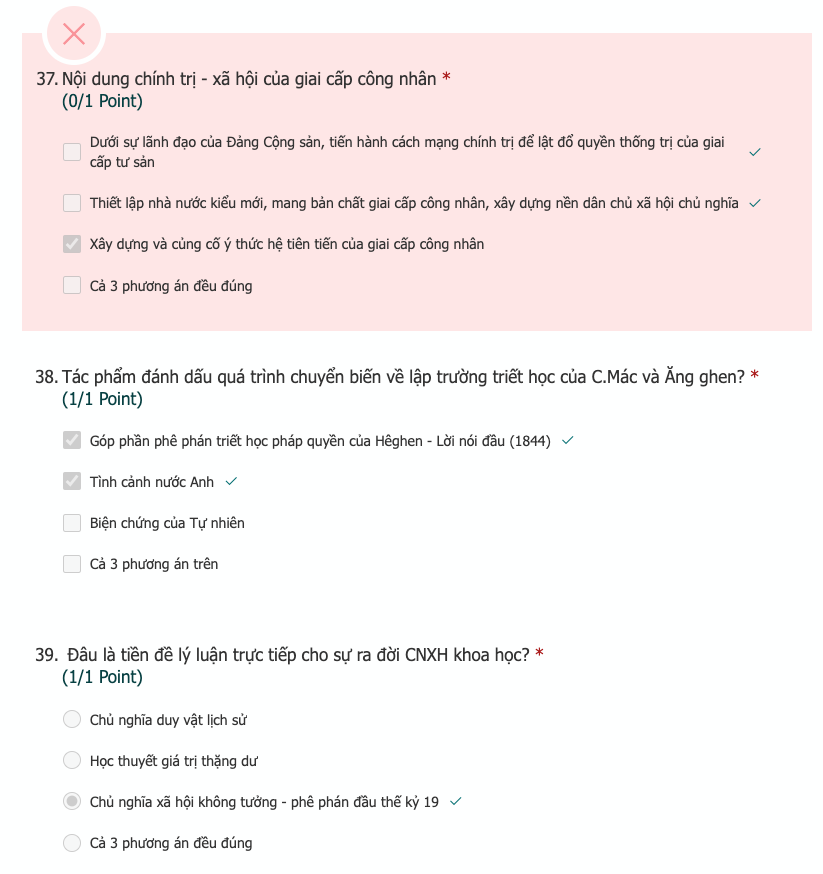 37. Nội dung chính trị - xã hội của giai cấp công nhân *
(0/1 Point)
Dưới sự lãnh đạo của Đảng Cộng sản, tiến hành cách mạng chính trị để lật đổ quyền thống trị của giai
cấp tư sản
Thiết lập nhà nước kiểu mới, mang bản chất giai cấp công nhân, xây dựng nền dân chủ xã hội chủ nghĩa
Xây dựng và củng cố ý thức hệ tiên tiến của giai cấp công nhân
Cả 3 phương án đều đúng
38. Tác phẩm đánh dấu quá trình chuyển biến về lập trường triết học của C.Mác và Ăng ghen? *
(1/1 Point)
Góp phần phê phán triết học pháp quyền của Hêghen - Lời nói đầu (1844)
Tình cảnh nước Anh
Biện chứng của Tự nhiên
Cả 3 phương án trên
39. Đâu là tiền đề lý luận trực tiếp cho sự ra đời CNXH khoa học? *
(1/1 Point)
Chủ nghĩa duy vật lịch sử
Học thuyết giá trị thặng dư
Chủ nghĩa xã hội không tưởng - phê phán đầu thế kỷ 19
Cả 3 phương án đều đúng